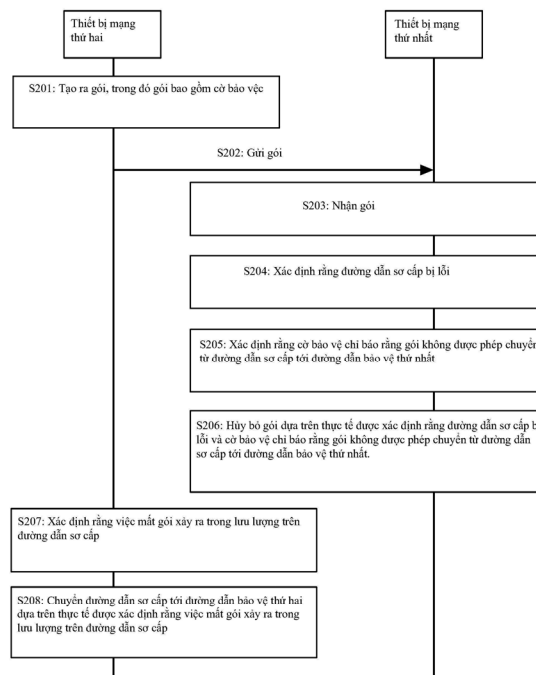 Thiết bị mạng
thứ hai
Thiết bị mạng
thứ nhất
S201: Tạo ra gói, trong đó gói bao gồm cờ bảo vệc
S202: Gửi gói
S203: Nhận gói
S204: Xác định rằng đường dẫn sơ cấp bị lỗi
S205: Xác định rằng cờ bảo vệ chỉ báo rằng gói không được phép chuyển
từ đường dẫn sơ cấp tới đường dẫn bảo vệ thứ nhất
S206: Hủy bỏ gói dựa trên thực tế được xác định rằng đường dẫn sơ cấp b
lỗi và cờ bảo vệ chỉ báo rằng gói không được phép chuyển từ đường dẫn
sơ cấp tới đường dẫn bảo vệ thứ nhất.
S207: Xác định rằng việc mất gói xảy ra trong lưu lượng trên
đường dẫn sơ cấp
S208: Chuyển đường dẫn sơ cấp tới đường dẫn bảo vệ thứ hai
dựa trên thực tế được xác định rằng việc mất gói xảy ra trong
lưu lượng trên đường dẫn sơ cấp